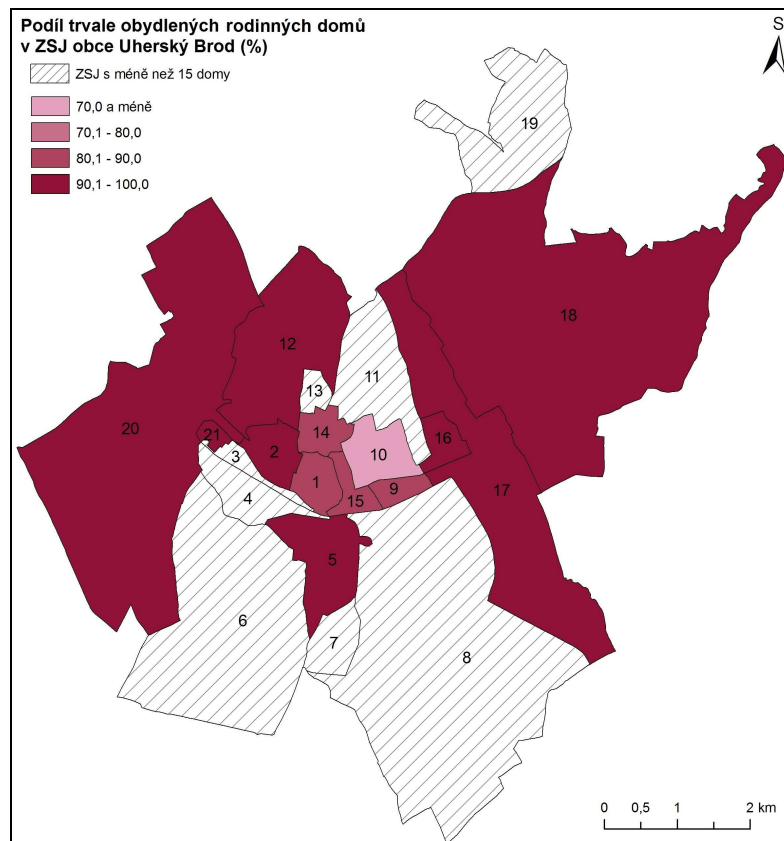 Podíl trvale obydlených rodinných domů
v ZSJ obce Uherský Brod (%)
S
ZSJ s méně než 15 domy
70,0 a méně
70,1 - 80,0
80,1 - 90,0
90,1 - 100,0
19
18
12
11
13
20
21
14
16
2
3
10
1
9
4
15
17
5
6
7
8
0 0,5 1 2 km